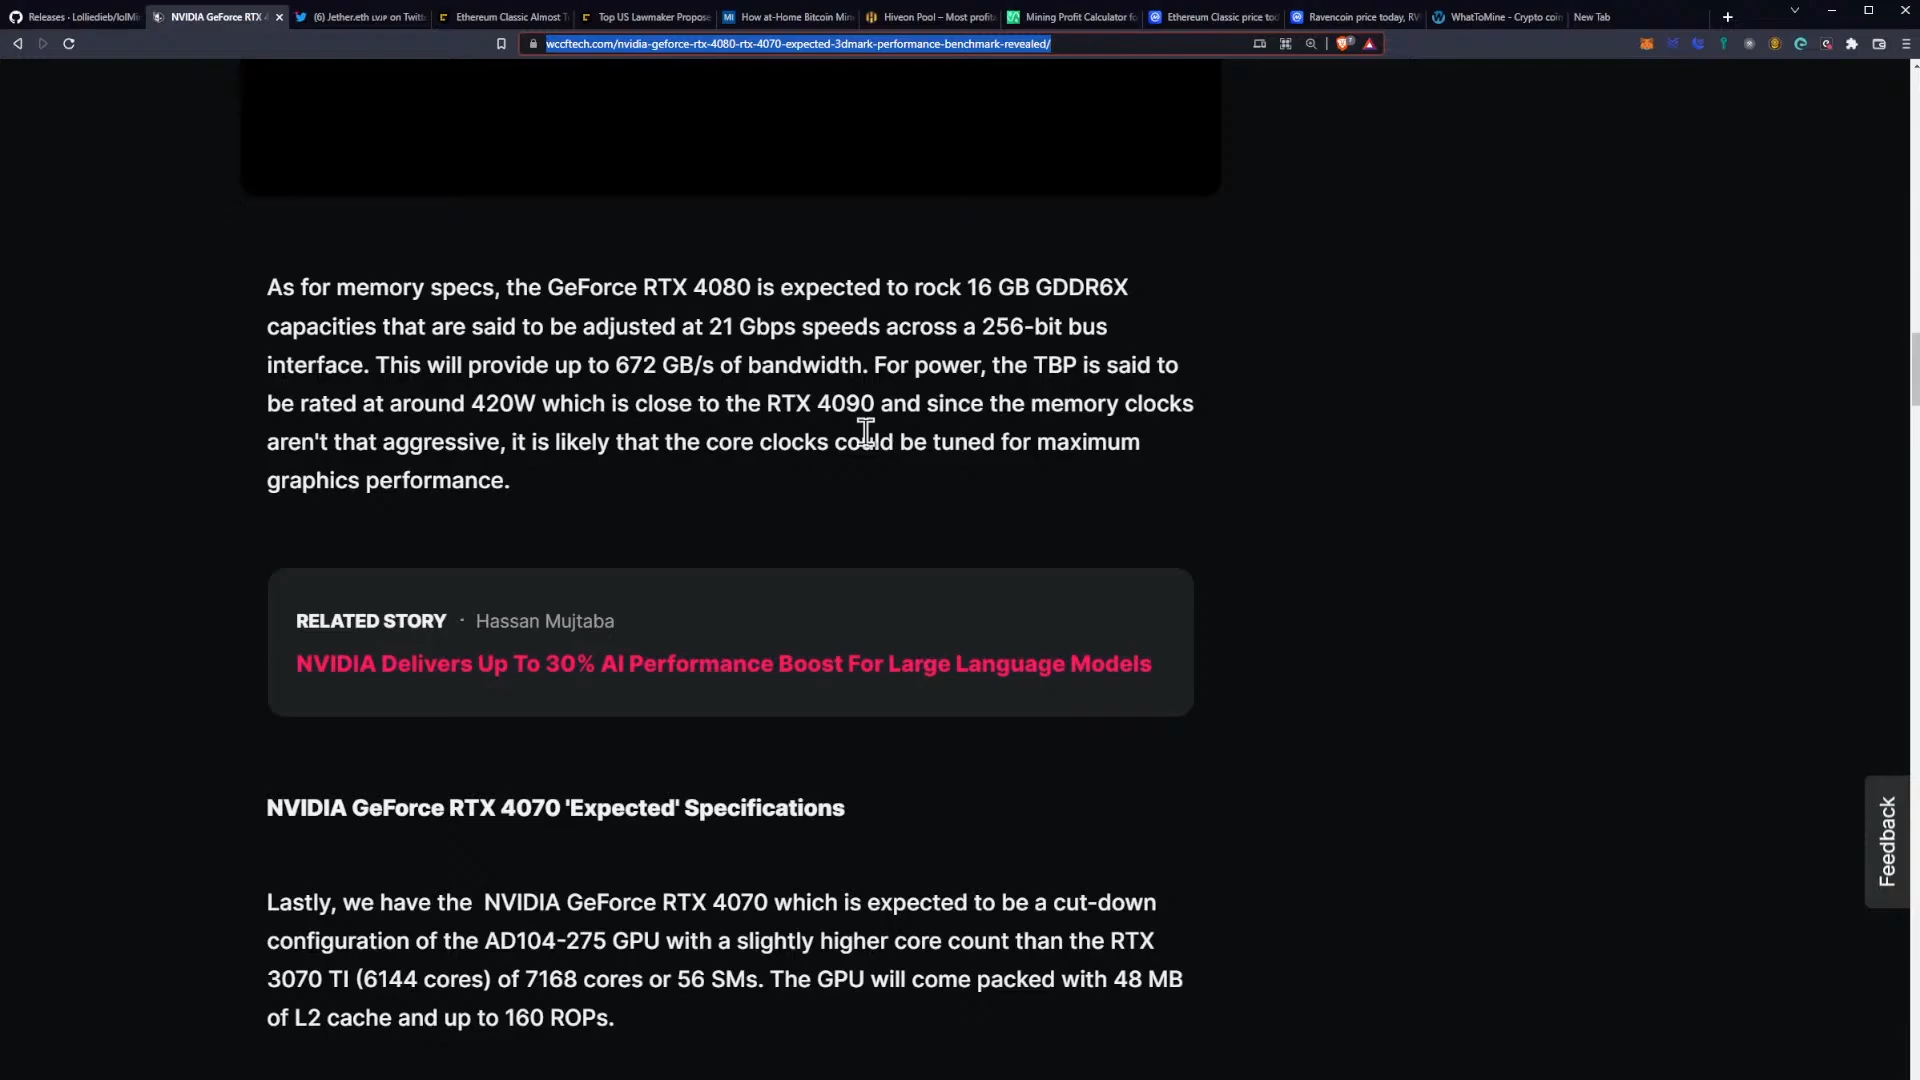 Releases · Lolliedieb/lolMi
NVIDIA GeForce RTX 4
(6) Jether.eth LVJP on Twitt
Ethereum Classic Almost T
Top US Lawmaker Propose
How at-Home Bitcoin Min
Hiveon Pool – Most profita
Mining Profit Calculator fo
Ethereum Classic price tod
Ravencoin price today, RV
WhatToMine - Crypto coin
New Tab
wccftech.com/nvidia-geforce-rtx-4080-rtx-4070-expected-3dmark-performance-benchmark-revealed/
As for memory specs, the GeForce RTX 4080 is expected to rock 16 GB GDDR6X
capacities that are said to be adjusted at 21 Gbps speeds across a 256-bit bus
interface. This will provide up to 672 GB/s of bandwidth. For power, the TBP is said to
be rated at around 420W which is close to the RTX 4090 and since the memory clocks
aren't that aggressive, it is likely that the core clocks could be tuned for maximum
graphics performance.
RELATED STORY · Hassan Mujtaba
NVIDIA Delivers Up To 30% AI Performance Boost For Large Language Models
NVIDIA GeForce RTX 4070 'Expected' Specifications
Lastly, we have the NVIDIA GeForce RTX 4070 which is expected to be a cut-down
configuration of the AD104-275 GPU with a slightly higher core count than the RTX
3070 TI (6144 cores) of 7168 cores or 56 SMs. The GPU will come packed with 48 MB
of L2 cache and up to 160 ROPs.
Feedback